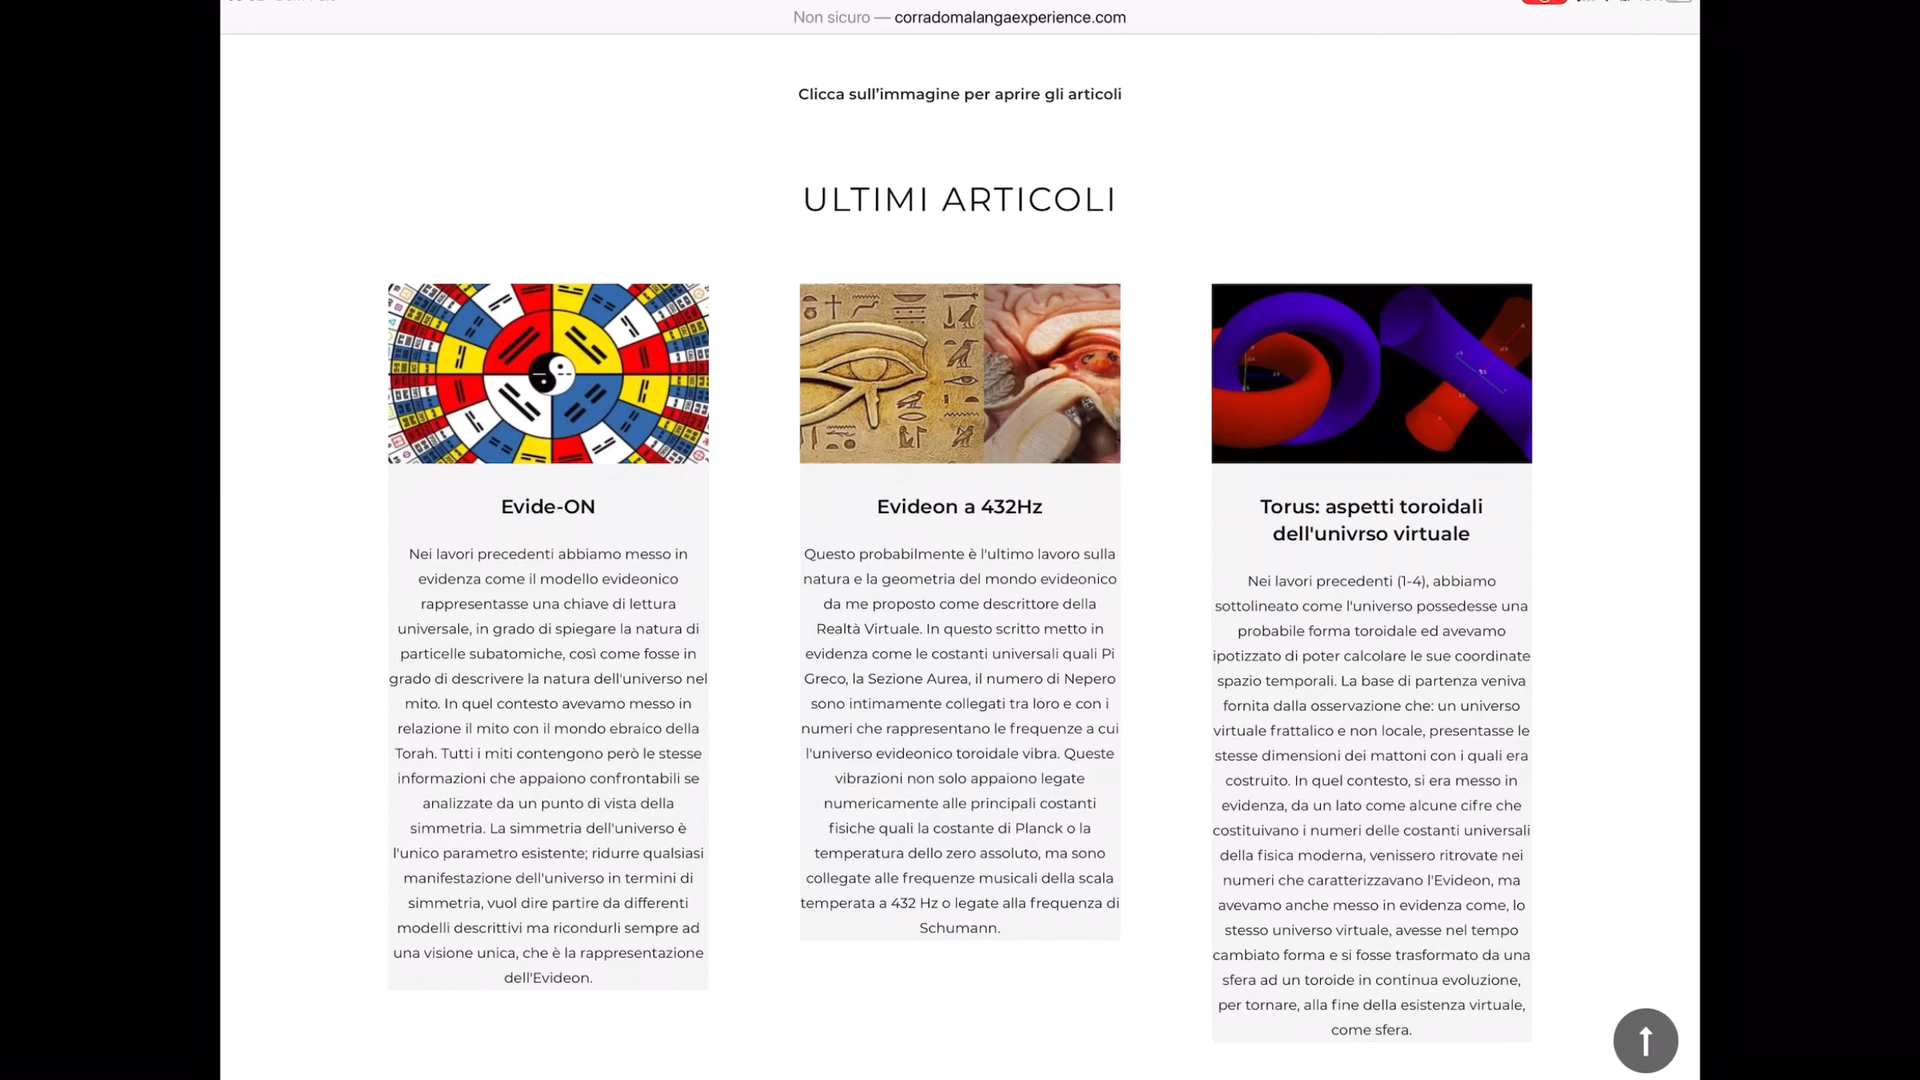 Non sicuro — corradomalangaexperience.com
Clicca sull'immagine per aprire gli articoli
ULTIMI ARTICOLI
Evide-ON
Nei lavori precedenti abbiamo messo in
evidenza come il modello evideonico
rappresentasse una chiave di lettura
universale, in grado di spiegare la natura di
particelle subatomiche, così come fosse in
grado di descrivere la natura dell'universo nel
mito. In quel contesto avevamo messo in
relazione il mito con il mondo ebraico della
Torah. Tutti i miti contengono però le stesse
informazioni che appaiono confrontabili se
analizzate da un punto di vista della
simmetria. La simmetria dell'universo è
l'unico parametro esistente; ridurre qualsiasi
manifestazione dell'universo in termini di
simmetria, vuol dire partire da differenti
modelli descrittivi ma ricondurli sempre ad
una visione unica, che è la rappresentazione
dell'Evideon.
Evideon a 432Hz
Questo probabilmente è l'ultimo lavoro sulla
natura e la geometria del mondo evideonico
da me proposto come descrittore della
Realtà Virtuale. In questo scritto metto in
evidenza come le costanti universali quali Pi
Greco, la Sezione Aurea, il numero di Nepero
sono intimamente collegati tra loro e con i
numeri che rappresentano le frequenze a cui
l'universo evideonico toroidale vibra. Queste
vibrazioni non solo appaiono legate
numericamente alle principali costanti
fisiche quali la costante di Planck o la
temperatura dello zero assoluto, ma sono
collegate alle frequenze musicali della scala
temperata a 432 Hz o legate alla frequenza di
Schumann.
Torus: aspetti toroidali
dell'univrso virtuale
Nei lavori precedenti (1-4), abbiamo
sottolineato come l'universo possedesse una
probabile forma toroidale ed avevamo
ipotizzato di poter calcolare le sue coordinate
spazio temporali. La base di partenza veniva
fornita dalla osservazione che: un universo
virtuale frattalico e non locale, presentasse le
stesse dimensioni dei mattoni con i quali era
costruito. In quel contesto, si era messo in
evidenza, da un lato come alcune cifre che
costituivano i numeri delle costanti universali
della fisica moderna, venissero ritrovate nei
numeri che caratterizzavano l'Evideon, ma
avevamo anche messo in evidenza come, lo
stesso universo virtuale, avesse nel tempo
cambiato forma e si fosse trasformato da una
sfera ad un toroide in continua evoluzione,
per tornare, alla fine della esistenza virtuale,
come sfera.